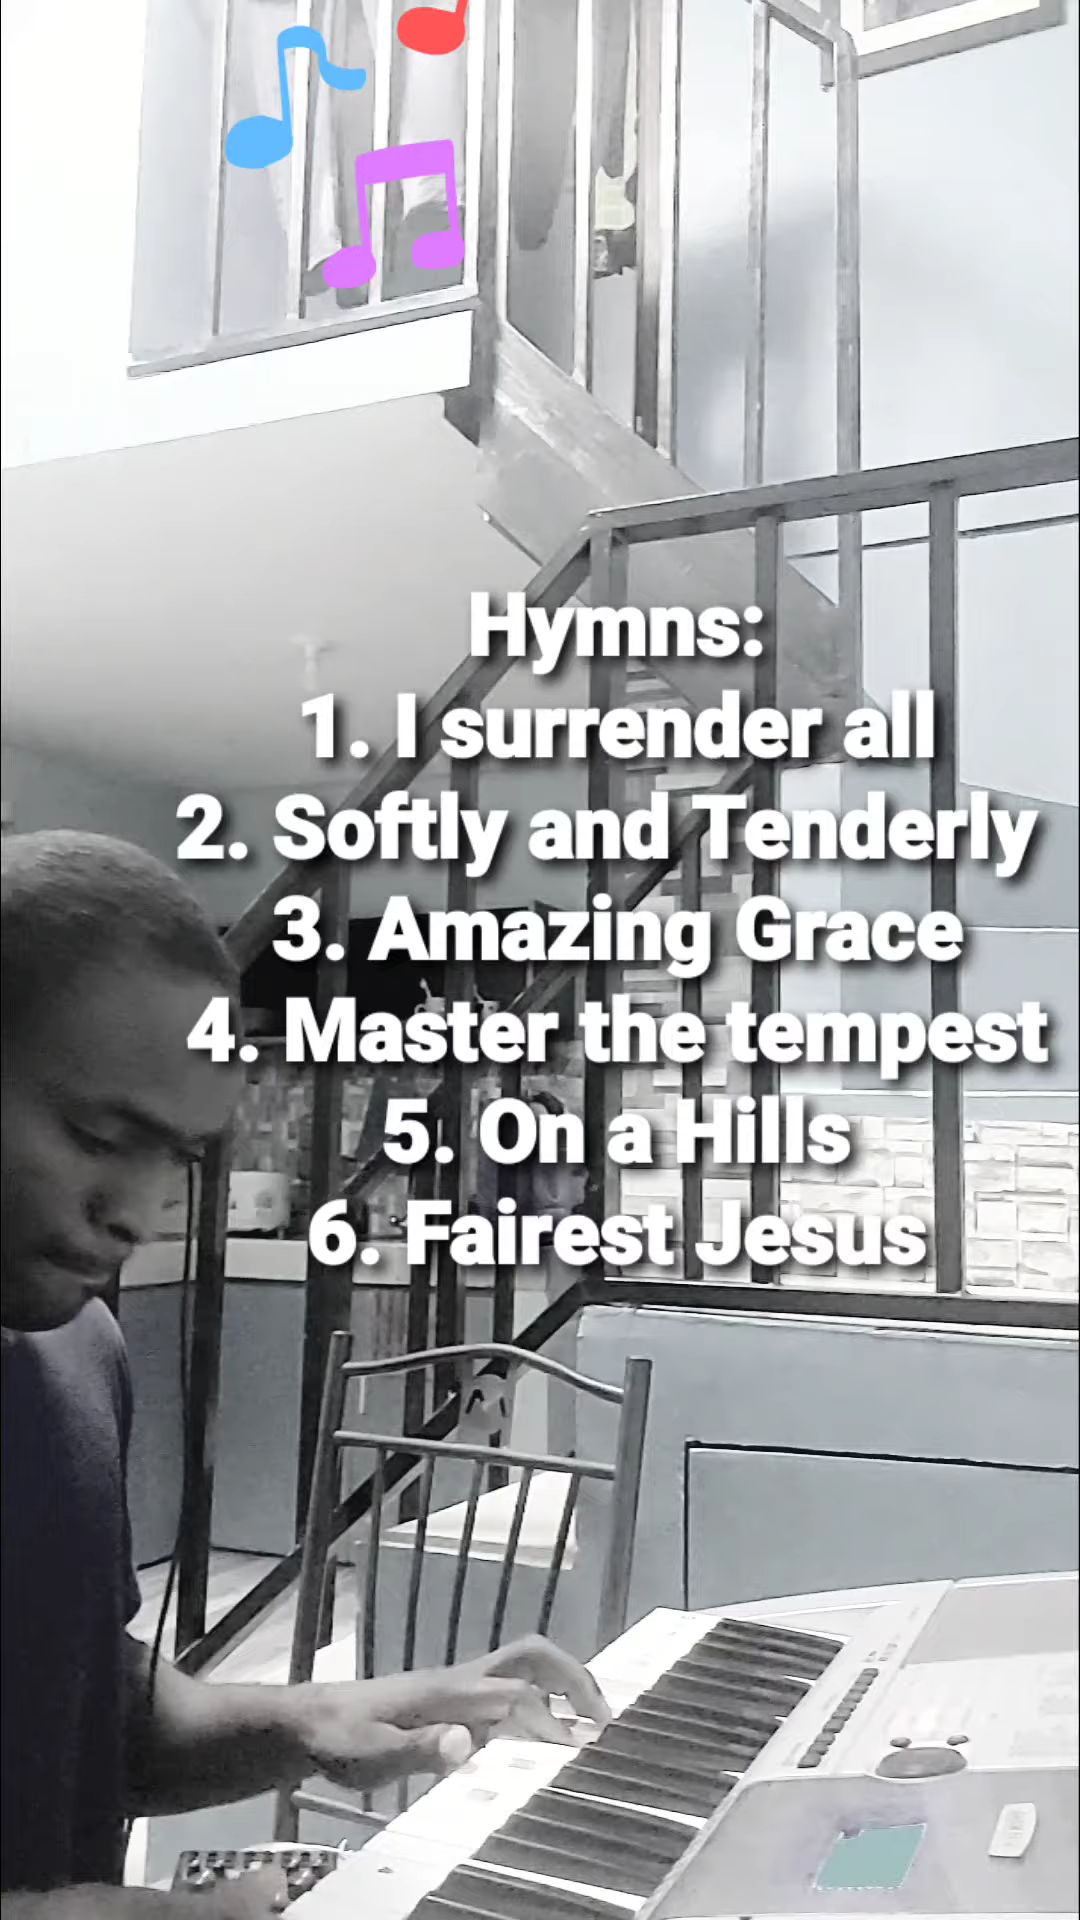 Hymns:
1. I surrender all
2. Softly and Tenderly
3. Amazing Grace
4. Master the tempest
5. On a Hills
6. Fairest Jesus